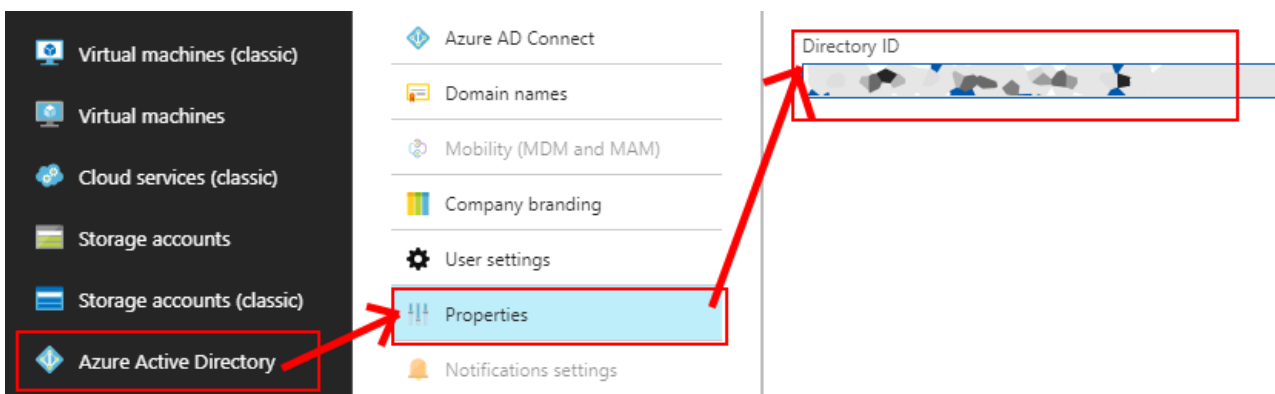 Virtual machines (classic)
Virtual machines
Cloud services (classic)
Storage accounts
Storage accounts (classic)
Azure Active Directory
Azure AD Connect
Domain names
Mobility (MDM and MAM)
Company branding
User settings
Properties
Notifications settings
Directory ID